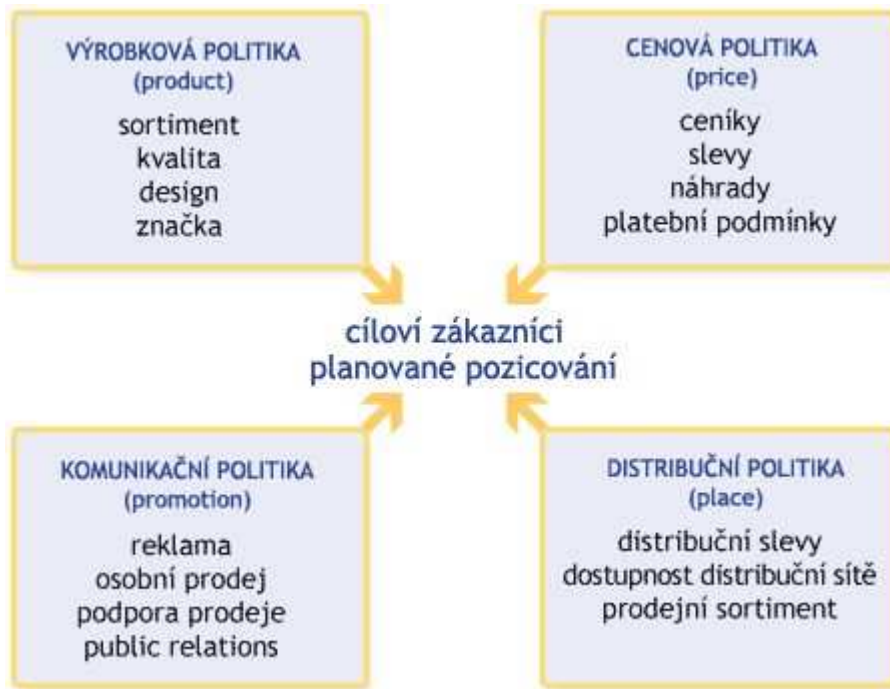 VÝROBKOVÁ POLITIKA
(product)
sortiment
kvalita
design
značka
CENOVÁ POLITIKA
(price)
ceníky
slevy
náhrady
platební podmínky
cíloví zákazníci
planované pozicování
KOMUNIKAČNÍ POLITIKA
(promotion)
reklama
osobní prodej
podpora prodeje
public relations
DISTRIBUČNÍ POLITIKA
(place)
distribuční slevy
dostupnost distribuční sítě
prodejní sortiment